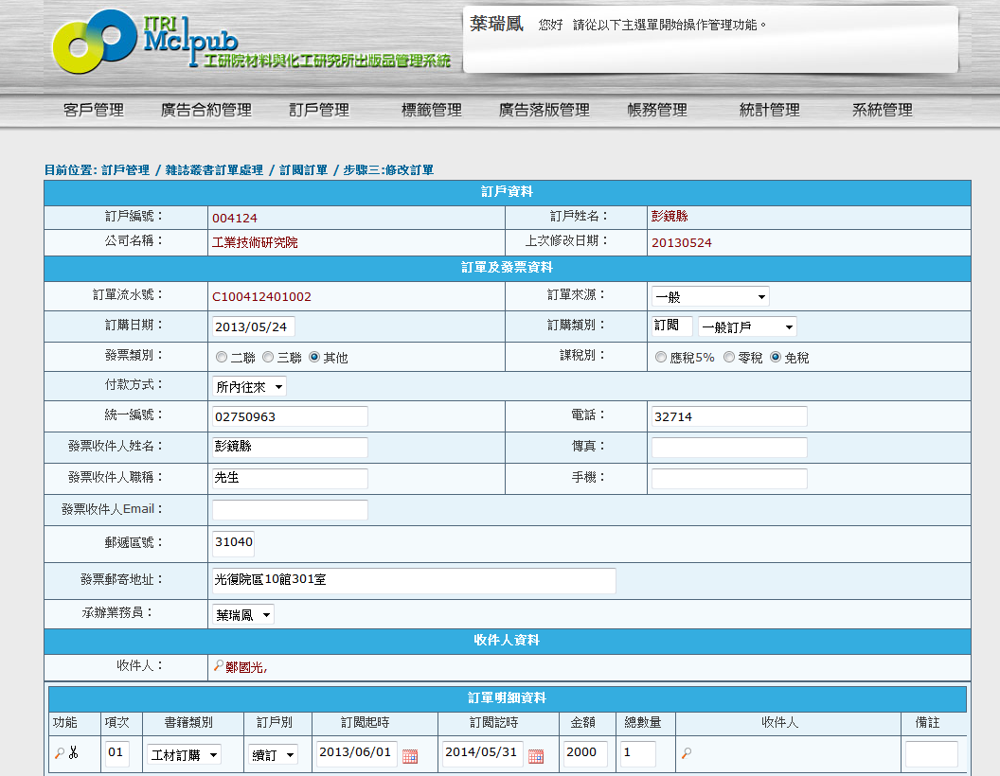 ITRI
Mclpub
工研院材料與化工研究所出版品管理系統
葉瑞鳳 您好 請從以下主選單開始操作管理功能。
客戶管理 廣告合約管理 訂戶管理 標籤管理 廣告落版管理 帳務管理 統計管理 系統管理
目前位置: 訂戶管理 / 雜誌叢書訂單處理 / 訂閱訂單 / 步驟三:修改訂單
訂戶資料
訂戶編號： 004124 訂戶姓名： 彭鏡縣
公司名稱： 工業技術研究院 上次修改日期： 20130524
訂單及發票資料
訂單流水號： C100412401002 訂單來源： 一般
訂購日期： 2013/05/24 訂購類別： 訂閱 一般訂戶
發票類別： 二聯 三聯 其他 課稅別： 應稅5% 零稅 免稅
付款方式： 所內往來
統一編號： 02750963 電話： 32714
發票收件人姓名： 彭鏡縣 傳真：
發票收件人職稱： 先生 手機：
發票收件人Email：
郵遞區號： 31040
發票郵寄地址： 光復院區10館301室
承辦業務員： 葉瑞鳳
收件人資料
收件人： 鄭國光,
訂單明細資料
功能 項次 書籍類別 訂戶別 訂閱起時 訂閱訖時 金額 總數量 收件人 備註
01 工材訂購 續訂 2013/06/01 2014/05/31 2000 1